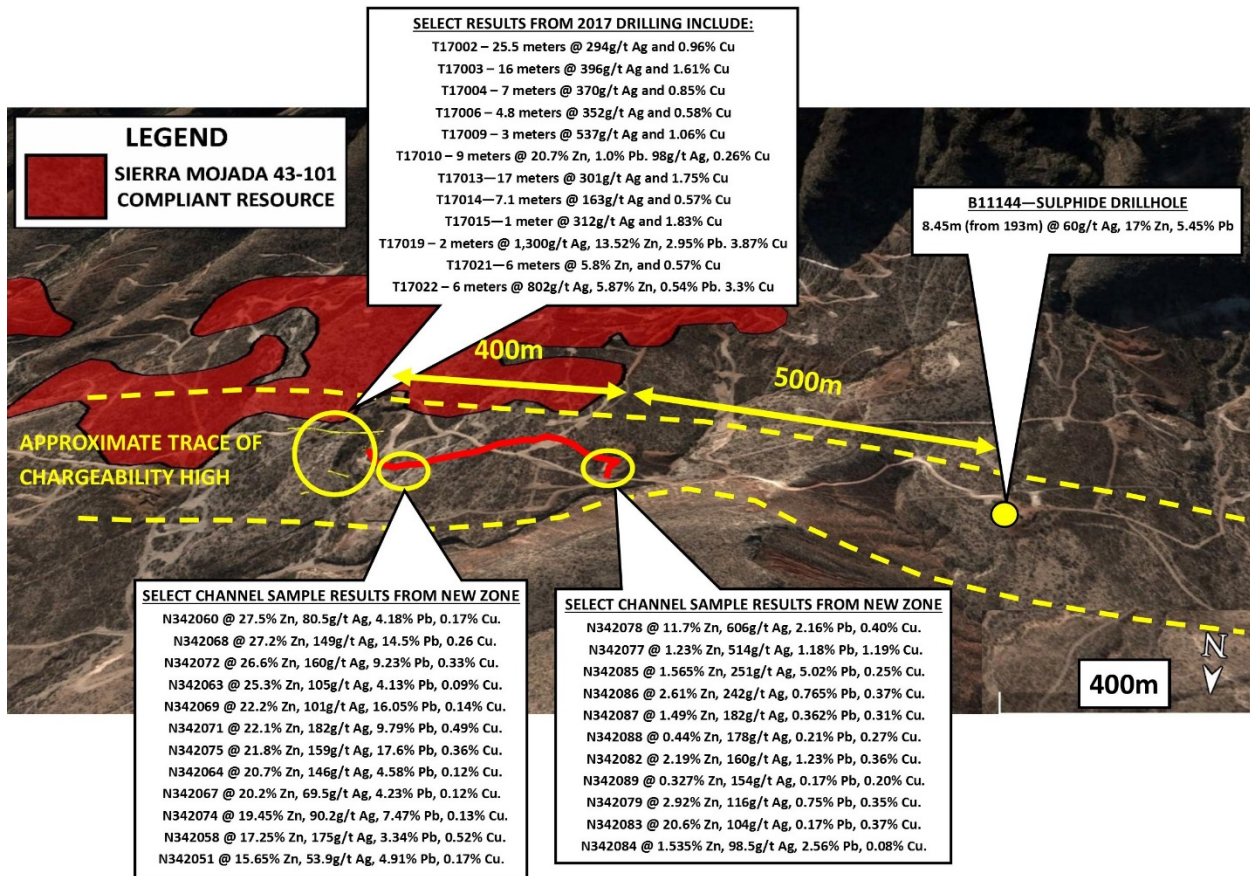 SELECT RESULTS FROM 2017 DRILLING INCLUDE:
T17002 – 25.5 meters @ 294g/t Ag and 0.96% Cu
T17003 – 16 meters @ 396g/t Ag and 1.61% Cu
T17004 – 7 meters @ 370g/t Ag and 0.85% Cu
T17006 – 4.8 meters @ 352g/t Ag and 0.58% Cu
T17009 – 3 meters @ 537g/t Ag and 1.06% Cu
T17010 – 9 meters @ 20.7% Zn, 1.0% Pb. 98g/t Ag, 0.26% Cu
T17013—17 meters @ 301g/t Ag and 1.75% Cu
T17014—7.1 meters @ 163g/t Ag and 0.57% Cu
T17015—1 meter @ 312g/t Ag and 1.83% Cu
T17019 – 2 meters @ 1,300g/t Ag, 13.52% Zn, 2.95% Pb. 3.87% Cu
T17021—6 meters @ 5.8% Zn, and 0.57% Cu
T17022 – 6 meters @ 802g/t Ag, 5.87% Zn, 0.54% Pb. 3.3% Cu
LEGEND
SIERRA MOJADA 43-101
COMPLIANT RESOURCE
B11144—SULPHIDE DRILLHOLE
8.45m (from 193m) @ 60g/t Ag, 17% Zn, 5.45% Pb
400m
500m
APPROXIMATE TRACE OF
CHARGEABILITY HIGH
SELECT CHANNEL SAMPLE RESULTS FROM NEW ZONE
N342060 @ 27.5% Zn, 80.5g/t Ag, 4.18% Pb, 0.17% Cu.
N342068 @ 27.2% Zn, 149g/t Ag, 14.5% Pb, 0.26 Cu.
N342072 @ 26.6% Zn, 160g/t Ag, 9.23% Pb, 0.33% Cu.
N342063 @ 25.3% Zn, 105g/t Ag, 4.13% Pb, 0.09% Cu.
N342069 @ 22.2% Zn, 101g/t Ag, 16.05% Pb, 0.14% Cu.
N342071 @ 22.1% Zn, 182g/t Ag, 9.79% Pb, 0.49% Cu.
N342075 @ 21.8% Zn, 159g/t Ag, 17.6% Pb, 0.36% Cu.
N342064 @ 20.7% Zn, 146g/t Ag, 4.58% Pb, 0.12% Cu.
N342067 @ 20.2% Zn, 69.5g/t Ag, 4.23% Pb, 0.12% Cu.
N342074 @ 19.45% Zn, 90.2g/t Ag, 7.47% Pb, 0.13% Cu.
N342058 @ 17.25% Zn, 175g/t Ag, 3.34% Pb, 0.52% Cu.
N342051 @ 15.65% Zn, 53.9g/t Ag, 4.91% Pb, 0.17% Cu.
SELECT CHANNEL SAMPLE RESULTS FROM NEW ZONE
N342078 @ 11.7% Zn, 606g/t Ag, 2.16% Pb, 0.40% Cu.
N342077 @ 1.23% Zn, 514g/t Ag, 1.18% Pb, 1.19% Cu.
N342085 @ 1.565% Zn, 251g/t Ag, 5.02% Pb, 0.25% Cu.
N342086 @ 2.61% Zn, 242g/t Ag, 0.765% Pb, 0.37% Cu.
N342087 @ 1.49% Zn, 182g/t Ag, 0.362% Pb, 0.31% Cu.
N342088 @ 0.44% Zn, 178g/t Ag, 0.21% Pb, 0.27% Cu.
N342082 @ 2.19% Zn, 160g/t Ag, 1.23% Pb, 0.36% Cu.
N342089 @ 0.327% Zn, 154g/t Ag, 0.17% Pb, 0.20% Cu.
N342079 @ 2.92% Zn, 116g/t Ag, 0.75% Pb, 0.35% Cu.
N342083 @ 20.6% Zn, 104g/t Ag, 0.17% Pb, 0.37% Cu.
N342084 @ 1.535% Zn, 98.5g/t Ag, 2.56% Pb, 0.08% Cu.
N
400m